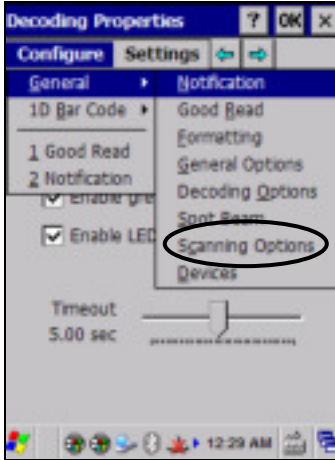 Decoding Properties ? OK ×
Configure Settings
General
1D Bar Code
1 Good Read
2 Notification
Notification
Good Read
Formatting
General Options
Decoding Options
Spot Beam
Scanning Options
Devices
Enable gre
Enable LED
Timeout
5.00 sec
12:29 AM